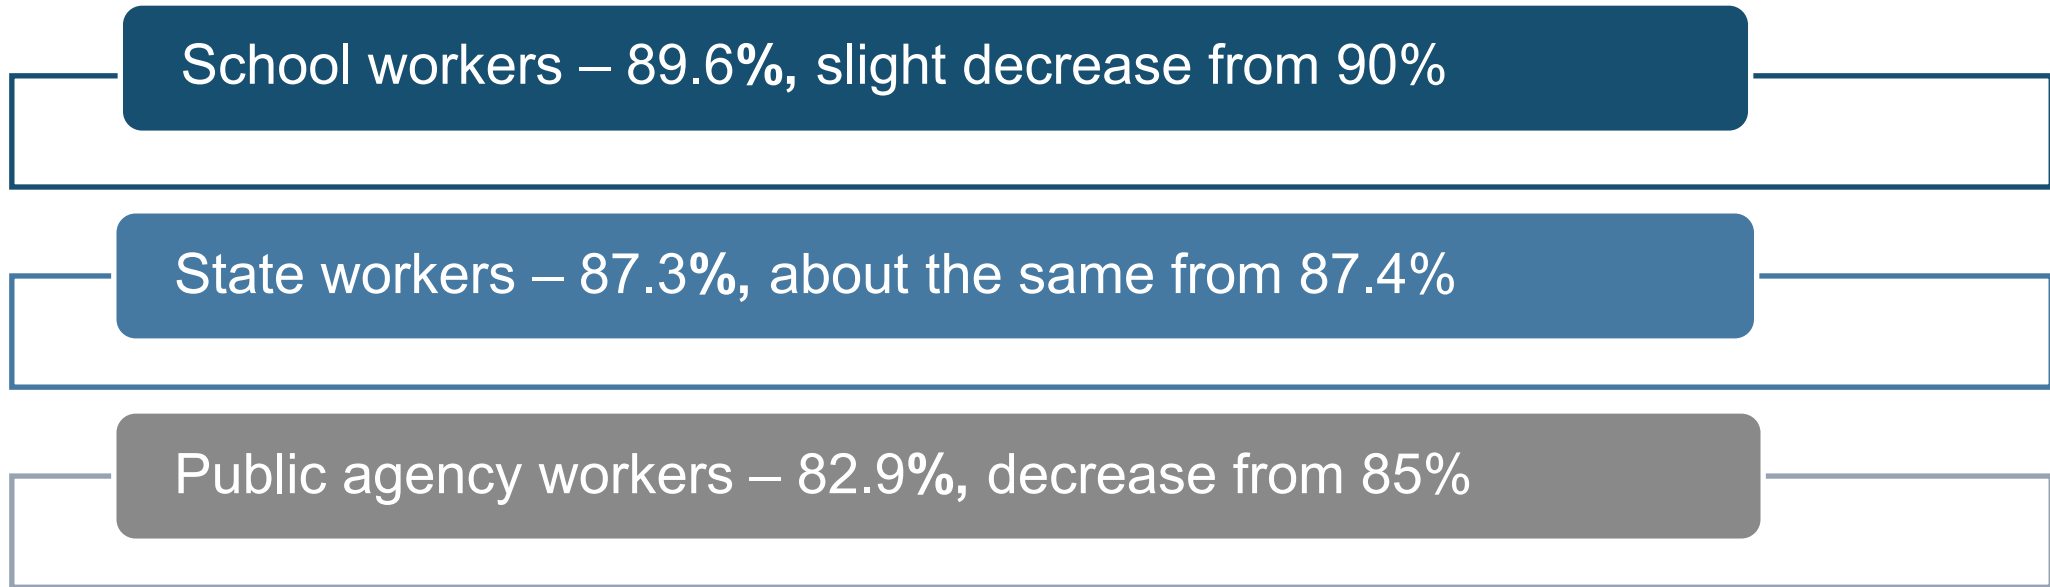 School workers – 89.6%, slight decrease from 90%
State workers – 87.3%, about the same from 87.4%
Public agency workers – 82.9%, decrease from 85%